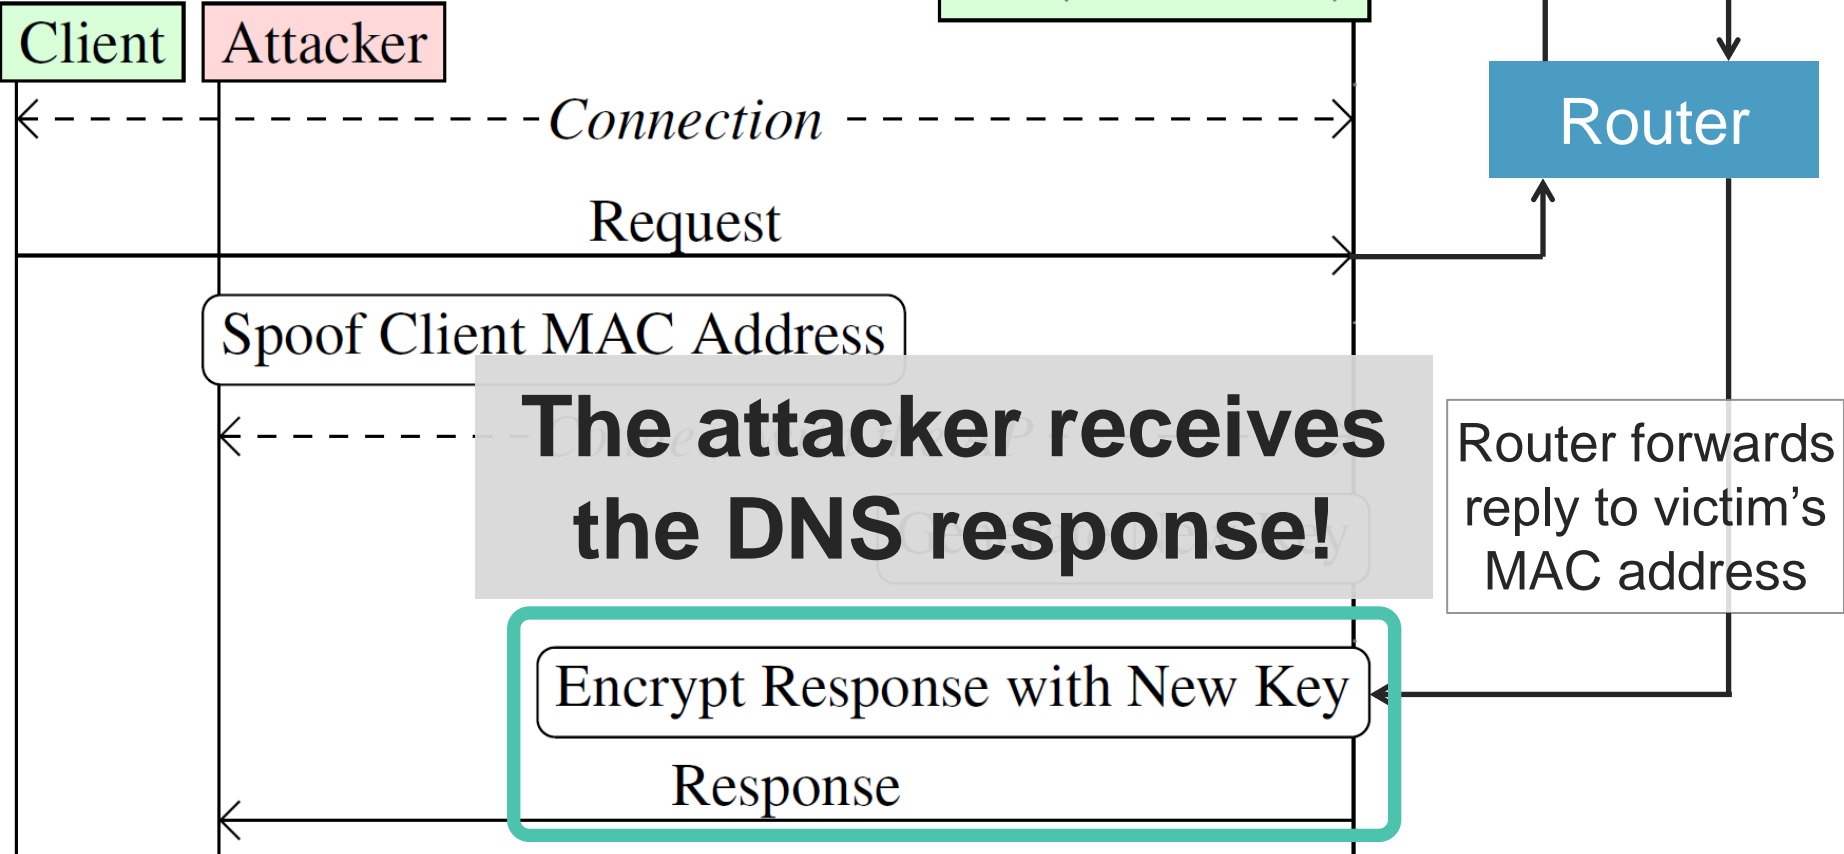 Client
Attacker
Connection
Router
Request
Spoof Client MAC Address
The attacker receives
the DNS response!
Router forwards
reply to victim's
MAC address
Encrypt Response with New Key
Response